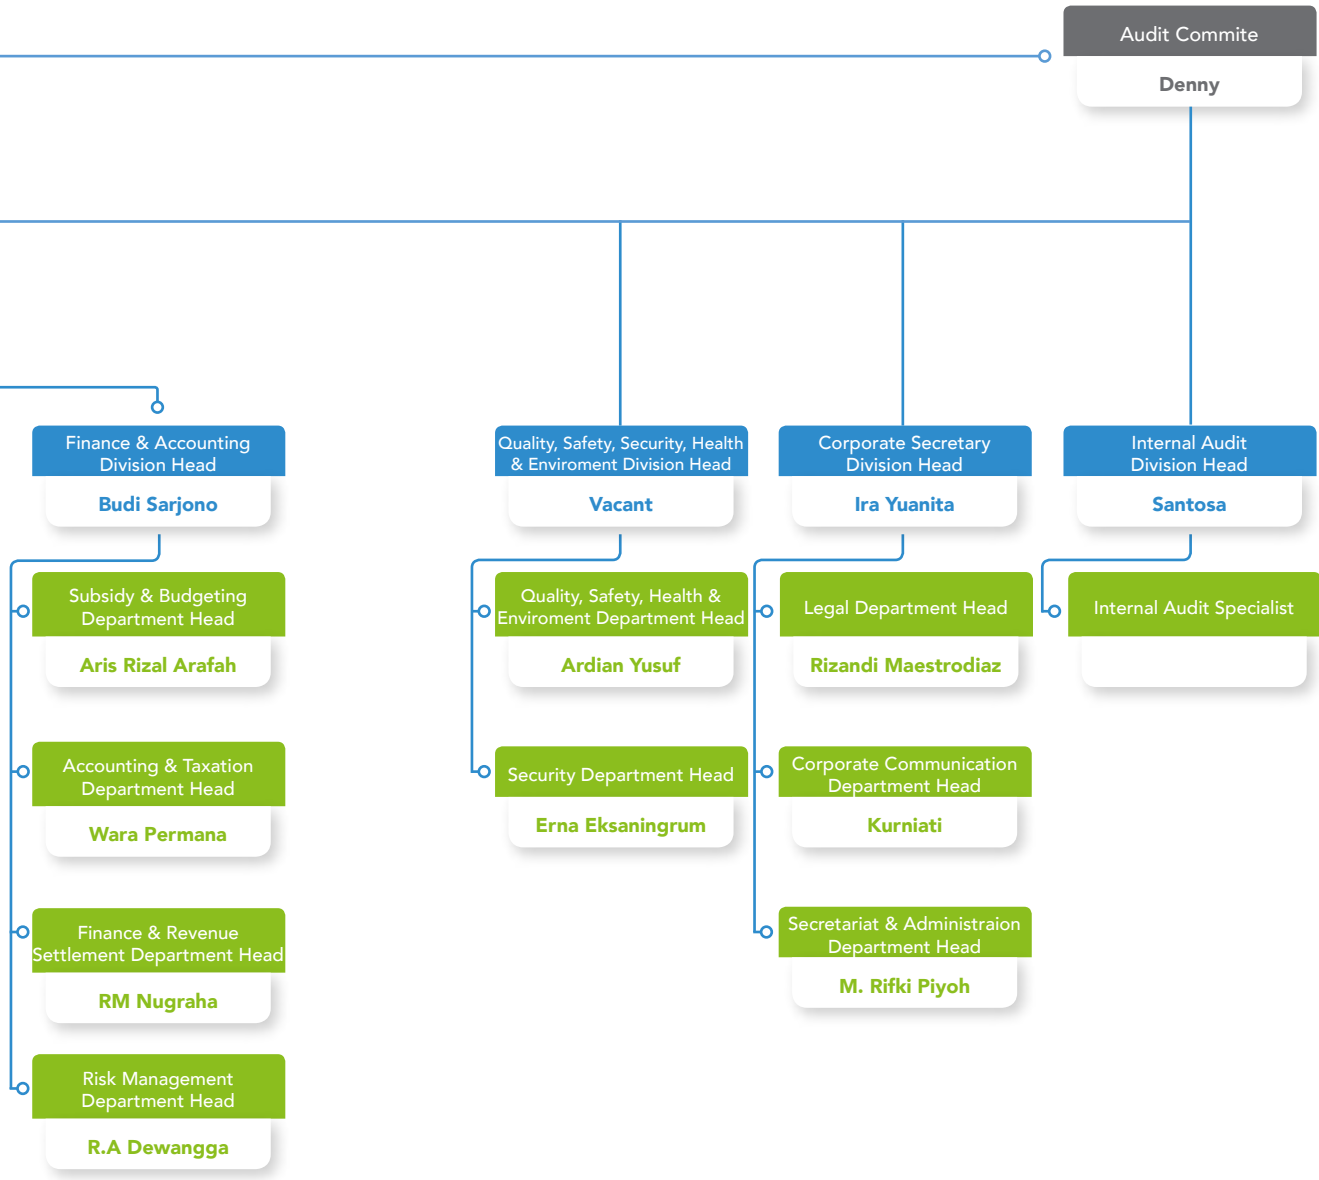 Audit Commite
Denny
Finance & Accounting
Division Head
Budi Sarjono
Quality, Safety, Security, Health
& Enviroment Division Head
Vacant
Corporate Secretary
Division Head
Ira Yuanita
Internal Audit
Division Head
Santosa
Subsidy & Budgeting
Department Head
Aris Rizal Arafah
Quality, Safety, Health &
Enviroment Department Head
Ardian Yusuf
Legal Department Head
Rizandi Maestrodiaz
Internal Audit Specialist
Accounting & Taxation
Department Head
Wara Permana
Security Department Head
Erna Eksaningrum
Corporate Communication
Department Head
Kurniati
Finance & Revenue
Settlement Department Head
RM Nugraha
Secretariat & Administraion
Department Head
M. Rifki Piyoh
Risk Management
Department Head
R.A Dewangga